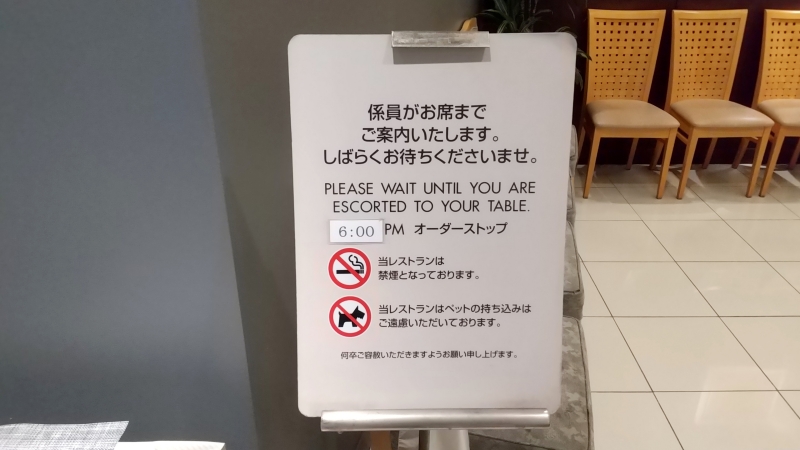 係員がお席まで
ご案内いたします。
しばらくお待ちくださいませ。
PLEASE WAIT UNTIL YOU ARE
ESCORTED TO YOUR TABLE.
6:00 PM オーダーストップ
当レストランは
禁煙となっております。
当レストランはペットの持ち込みは
ご遠慮いただいております。
何卒ご容赦いただきますようお願い申し上げます。